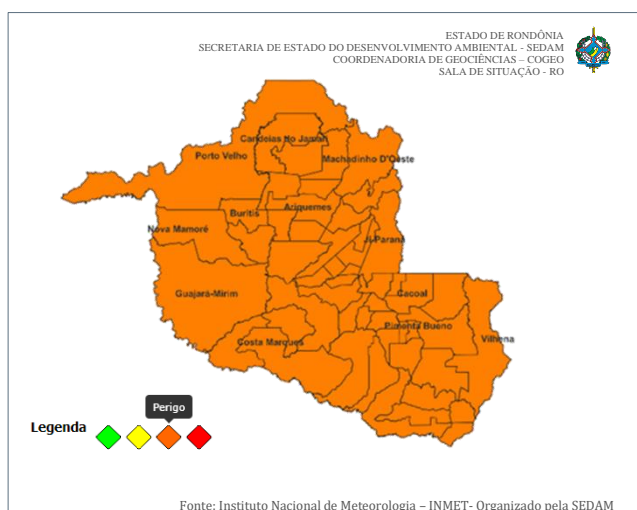 ESTADO DE RONDÔNIA
SECRETARIA DE ESTADO DO DESENVOLVIMENTO AMBIENTAL - SEDAM
COORDENADORIA DE GEOCIÊNCIAS – COGEO
SALA DE SITUAÇÃO - RO
Candeias do Jamari
Porto Velho
Machadinho D'Oeste
Ariquemes
Buritis
Nova Mamoré
Ji-Paraná
Guajará-Mirim
Cacoal
Pimenta Bueno
Costa Marques
Vilhena
Perigo
Legenda
Fonte: Instituto Nacional de Meteorologia – INMET- Organizado pela SEDAM